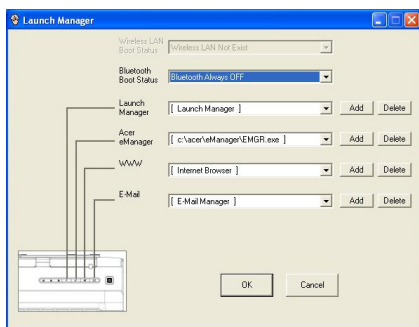 Launch Manager
Wireless LAN
Boot Status
Wireless LAN Not Exist
Bluetooth
Boot Status
Bluetooth Always OFF
Launch
Manager
[ Launch Manager ]
Add
Delete
Acer
eManager
[ c:\acer\eManager\EMGR.exe ]
Add
Delete
WWW
[ Internet Browser ]
Add
Delete
E-Mail
[ E-Mail Manager ]
Add
Delete
OK
Cancel